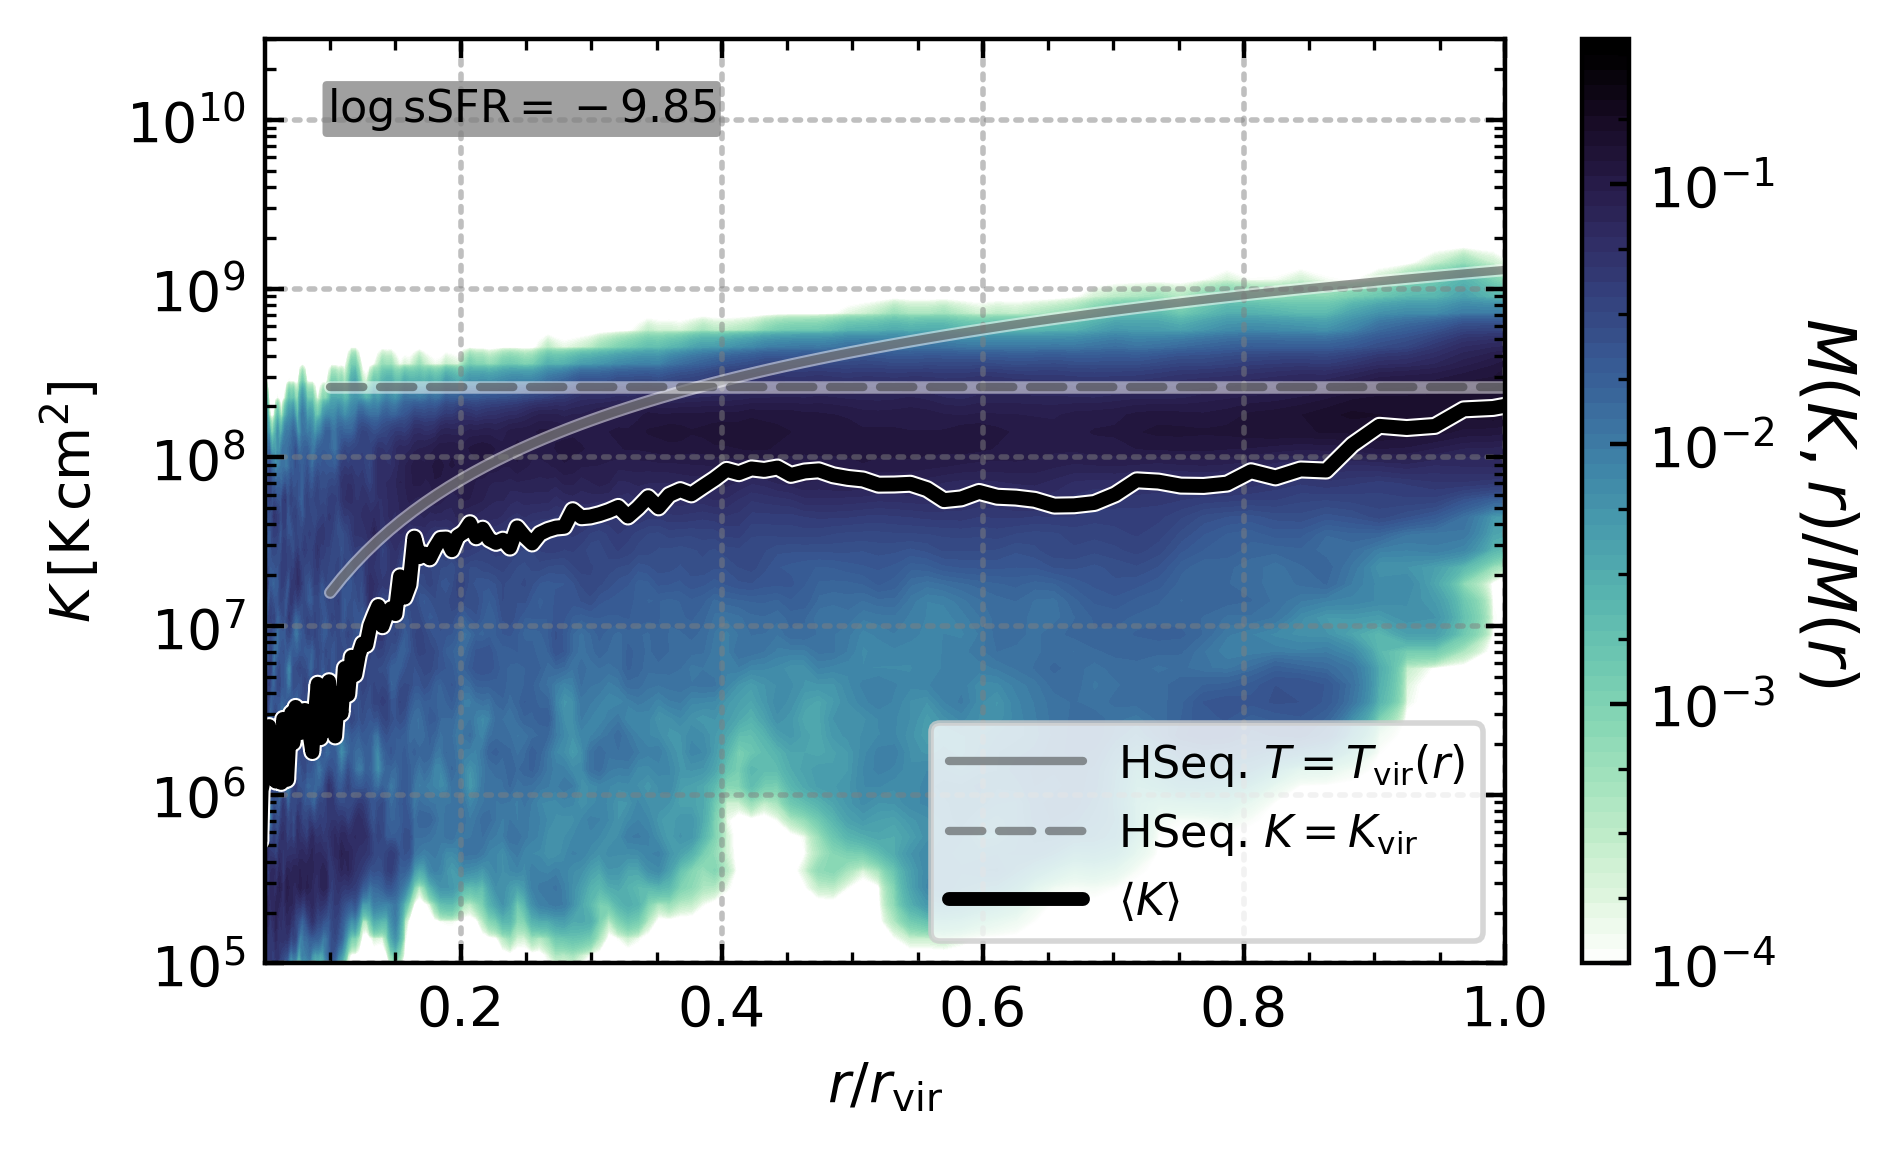 log sSFR = − 9.85
10^10
10^9
10^8
10^7
10^6
10^5
K [K cm^2]
0.2 0.4 0.6 0.8 1.0
r/r_vir
HSeq. T = T_vir(r)
HSeq. K = K_vir
⟨K⟩
10^−1
10^−2
10^−3
10^−4
M(K, r)/M(r)